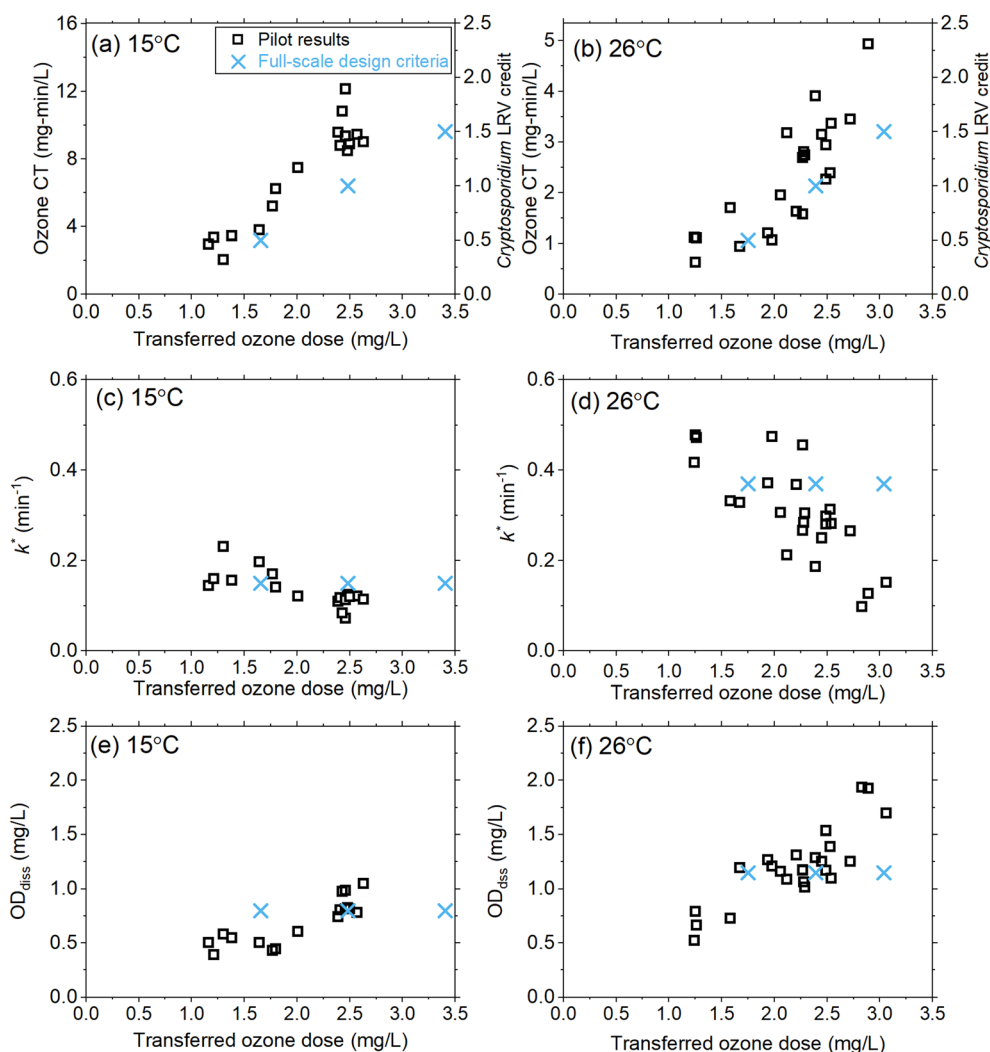 (a) 15°C
Pilot results
Full-scale design criteria
Ozone CT (mg-min/L)
16
12
8
4
0
2.5
2.0
1.5
1.0
0.5
0.0
Cryptosporidium LRV credit
0.0 0.5 1.0 1.5 2.0 2.5 3.0 3.5
Transferred ozone dose (mg/L)
(b) 26°C
Ozone CT (mg-min/L)
5
4
3
2
1
0
2.5
2.0
1.5
1.0
0.5
0.0
Cryptosporidium LRV credit
0.0 0.5 1.0 1.5 2.0 2.5 3.0 3.5
Transferred ozone dose (mg/L)
(c) 15°C
k* (min⁻¹)
0.6
0.4
0.2
0.0
0.0 0.5 1.0 1.5 2.0 2.5 3.0 3.5
Transferred ozone dose (mg/L)
(d) 26°C
k* (min⁻¹)
0.6
0.4
0.2
0.0
0.0 0.5 1.0 1.5 2.0 2.5 3.0 3.5
Transferred ozone dose (mg/L)
(e) 15°C
ODdiss (mg/L)
2.5
2.0
1.5
1.0
0.5
0.0
0.0 0.5 1.0 1.5 2.0 2.5 3.0 3.5
Transferred ozone dose (mg/L)
(f) 26°C
ODdss (mg/L)
2.5
2.0
1.5
1.0
0.5
0.0
0.0 0.5 1.0 1.5 2.0 2.5 3.0 3.5
Transferred ozone dose (mg/L)